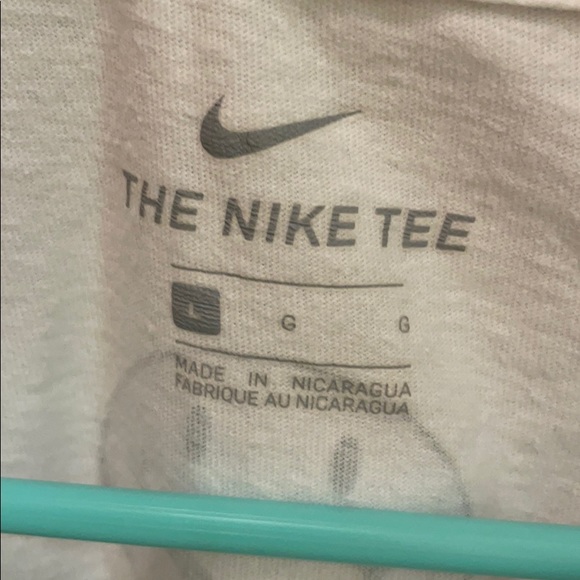 THE NIKE TEE
L G G
MADE IN NICARAGUA
FABRIQUE AU NICARAGUA